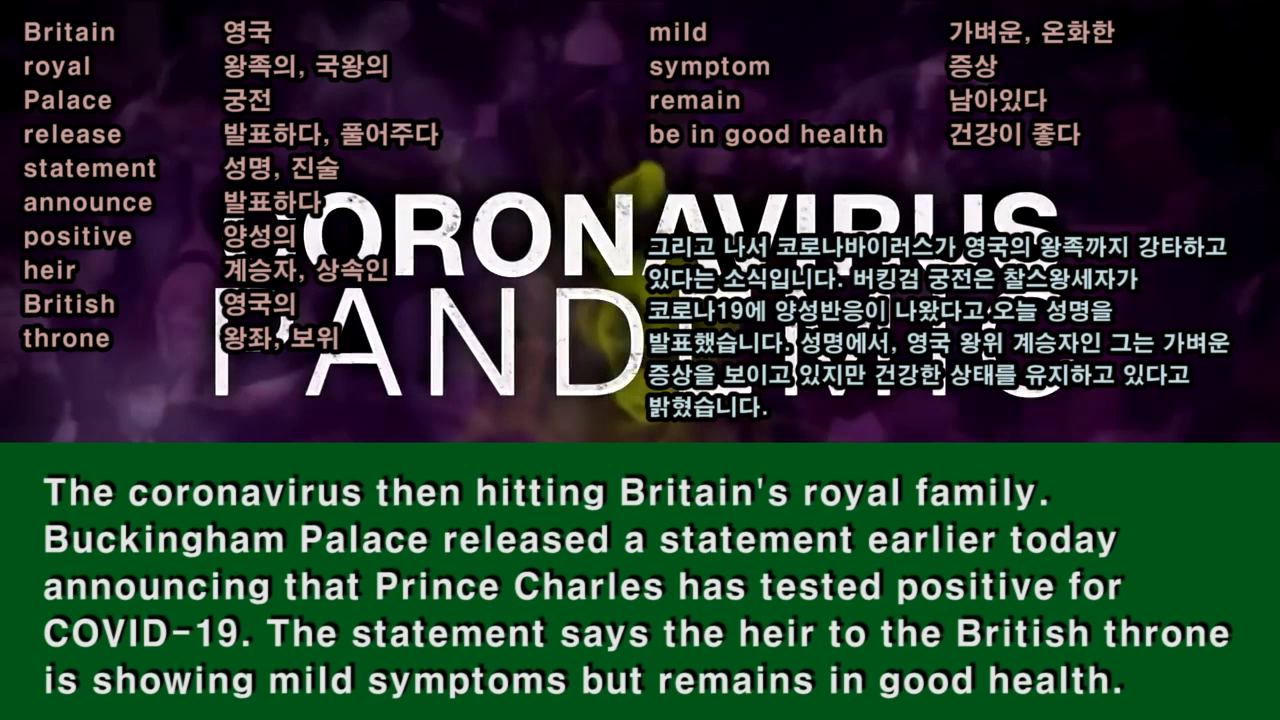 Britain 영국
royal 왕족의, 국왕의
Palace 궁전
release 발표하다, 풀어주다
statement 성명, 진술
announce 발표하다
positive 양성의
heir 계승자, 상속인
British 영국의
throne 왕좌, 보위
mild 가벼운, 온화한
symptom 증상
remain 남아있다
be in good health 건강이 좋다
CORONAVIRUS
PANDEMIC
그리고 나서 코로나바이러스가 영국의 왕족까지 강타하고
있다는 소식입니다. 버킹검 궁전은 찰스왕세자가
코로나19에 양성반응이 나왔다고 오늘 성명을
발표했습니다. 성명에서, 영국 왕위 계승자인 그는 가벼운
증상을 보이고 있지만 건강한 상태를 유지하고 있다고
밝혔습니다.
The coronavirus then hitting Britain's royal family.
Buckingham Palace released a statement earlier today
announcing that Prince Charles has tested positive for
COVID-19. The statement says the heir to the British throne
is showing mild symptoms but remains in good health.